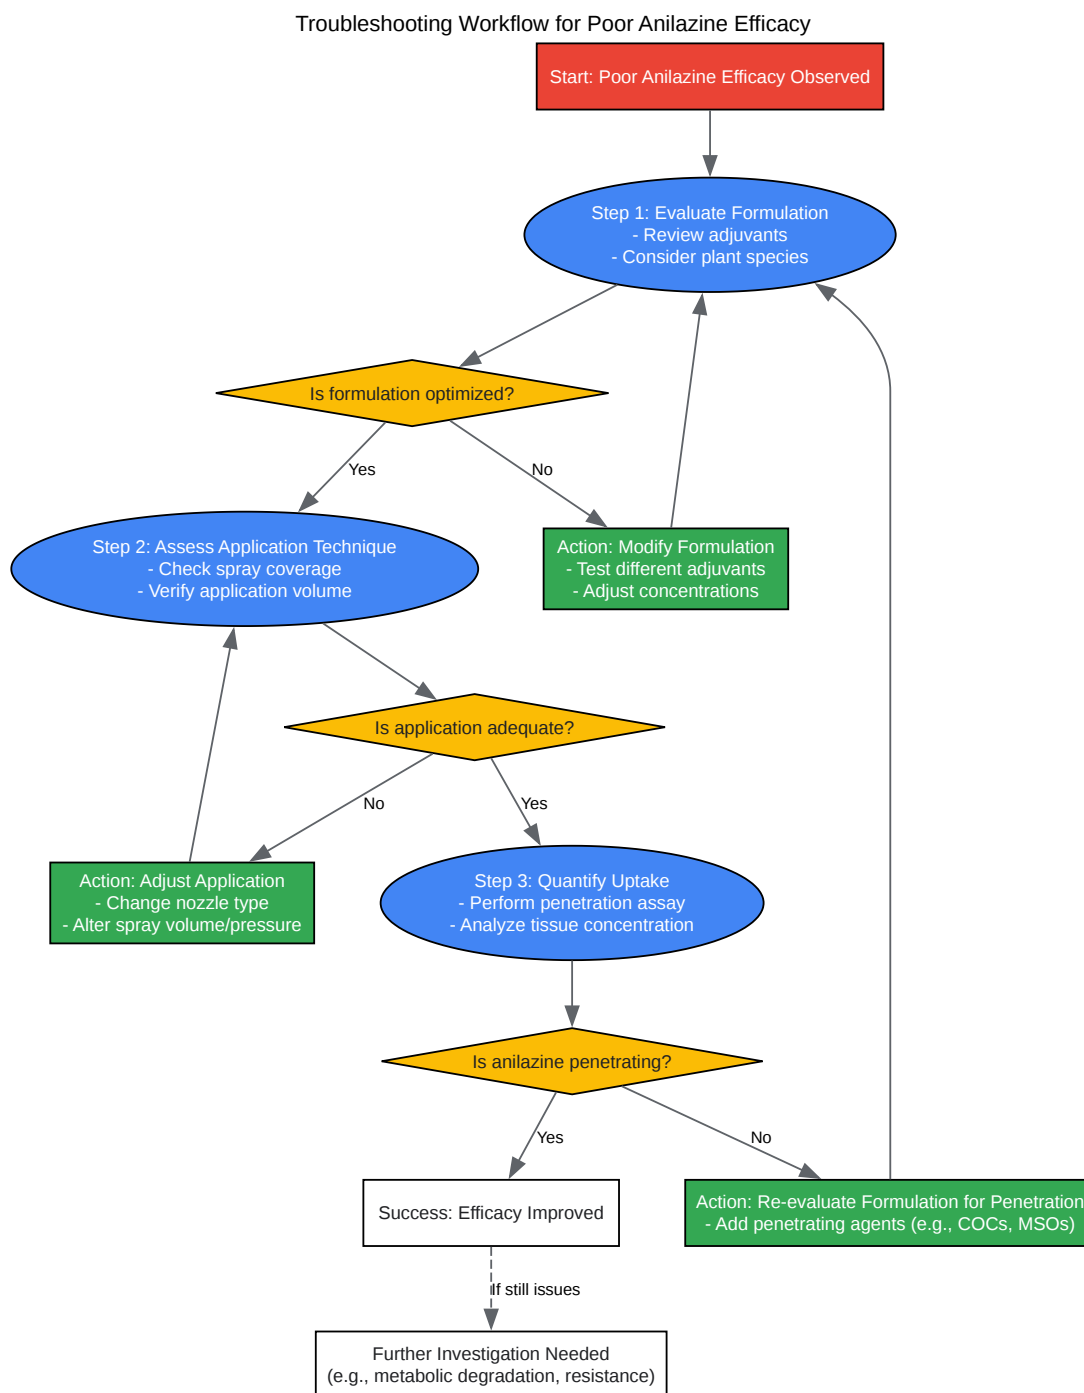 Troubleshooting Workflow for Poor Anilazine Efficacy
Start: Poor Anilazine Efficacy Observed
Step 1: Evaluate Formulation
- Review adjuvants
- Consider plant species
Is formulation optimized?
Yes
No
Step 2: Assess Application Technique
- Check spray coverage
- Verify application volume
Action: Modify Formulation
- Test different adjuvants
- Adjust concentrations
Is application adequate?
No
Yes
Action: Adjust Application
- Change nozzle type
- Alter spray volume/pressure
Step 3: Quantify Uptake
- Perform penetration assay
- Analyze tissue concentration
Is anilazine penetrating?
Yes
No
Success: Efficacy Improved
Action: Re-evaluate Formulation for Penetration
- Add penetrating agents (e.g., COCs, MSOs)
If still issues
Further Investigation Needed
(e.g., metabolic degradation, resistance)